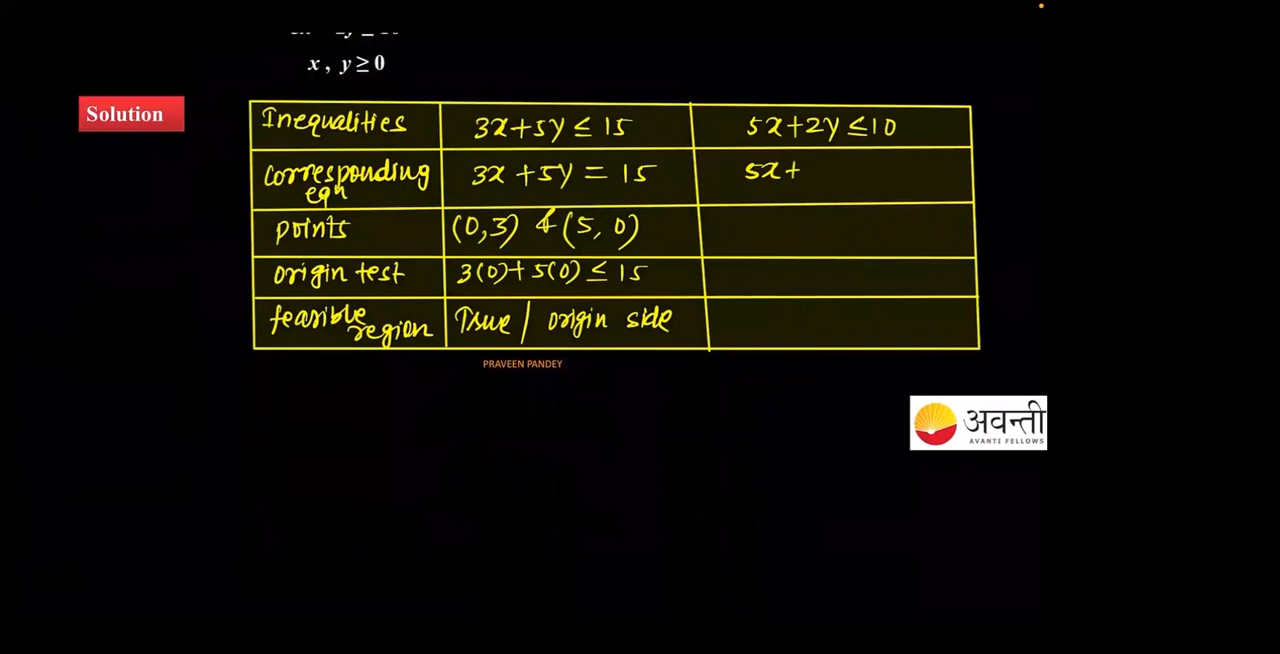 x , y ≥ 0
Solution
Inequalities 3x+5y ≤ 15 5x+2y ≤10
corresponding eqn 3x +5y = 15 5x+
points (0,3) & (5, 0)
origin test 3(0)+ 5(0) ≤ 15
feasible region True / origin side
PRAVEEN PANDEY
अवन्ती
AVANTI FELLOWS